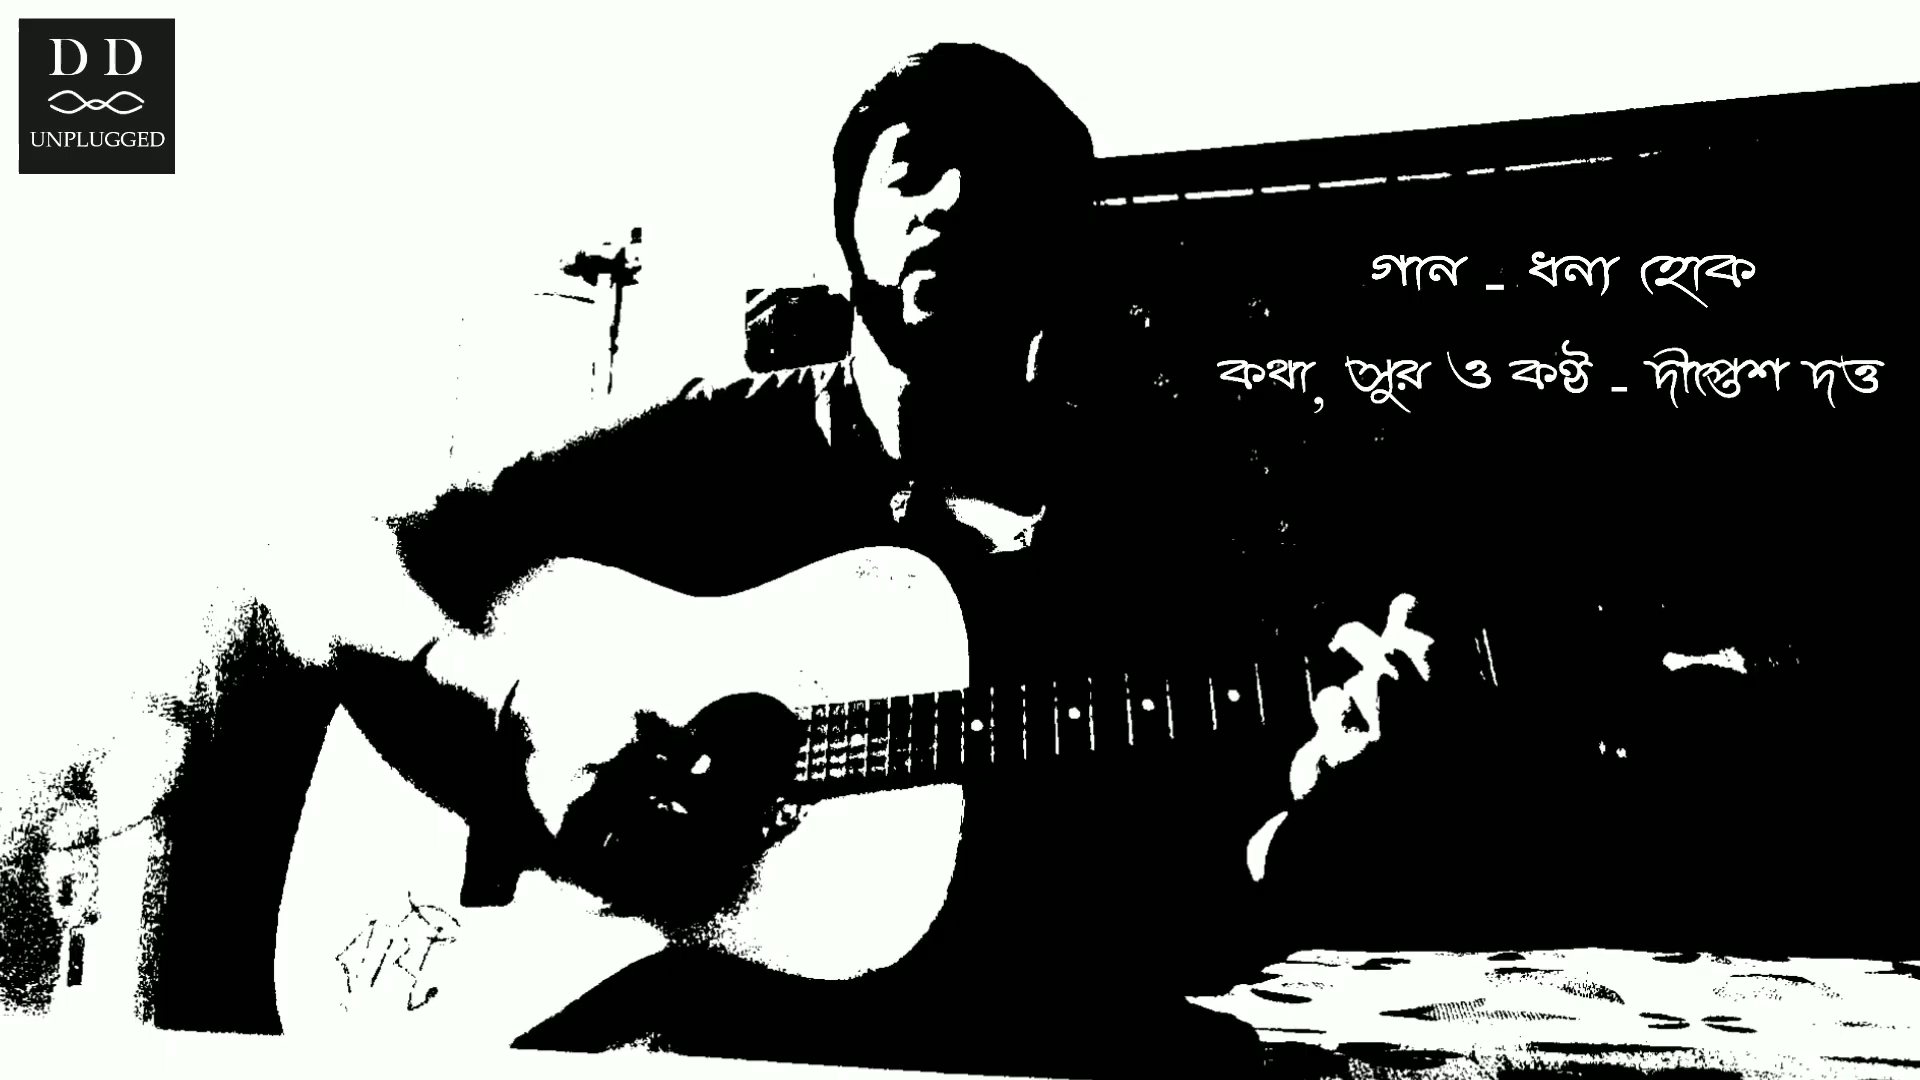 D D
UNPLUGGED
গান - ধন্য হোক
কথা, সুর ও কণ্ঠ - দীপ্তেশ দত্ত